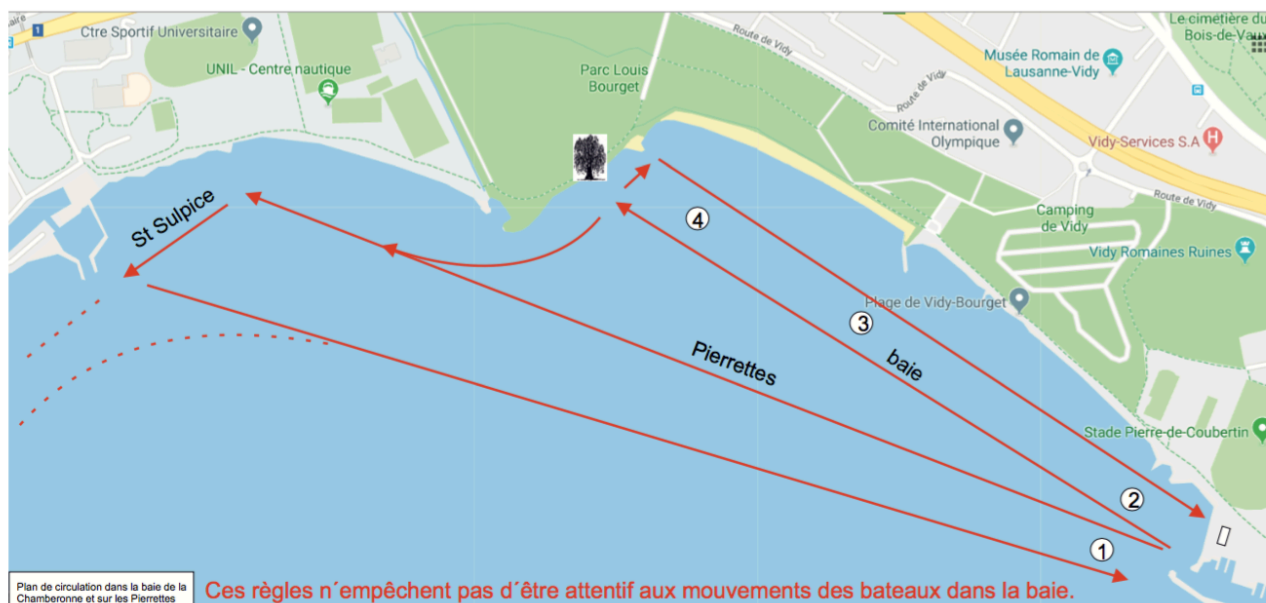 Ctre Sportif Universitaire
UNIL - Centre nautique
Parc Louis
Bourget
Route de Vidy
Musée Romain de
Lausanne-Vidy
Le cimetière du
Bois-de-Vaux
1
Route de Vidy
Comité International
Olympique
Vidy-Services S.A
H
Route de Vidy
Camping
de Vidy
Vidy Romaines Ruines
St Sulpice
4
Plage de Vidy-Bourget
3
baie
Pierrettes
Stade Pierre-de-Coubertin
2
1
Plan de circulation dans la baie de la
Chamberonne et sur les Pierrettes
Ces règles n´empêchent pas d´être attentif aux mouvements des bateaux dans la baie.